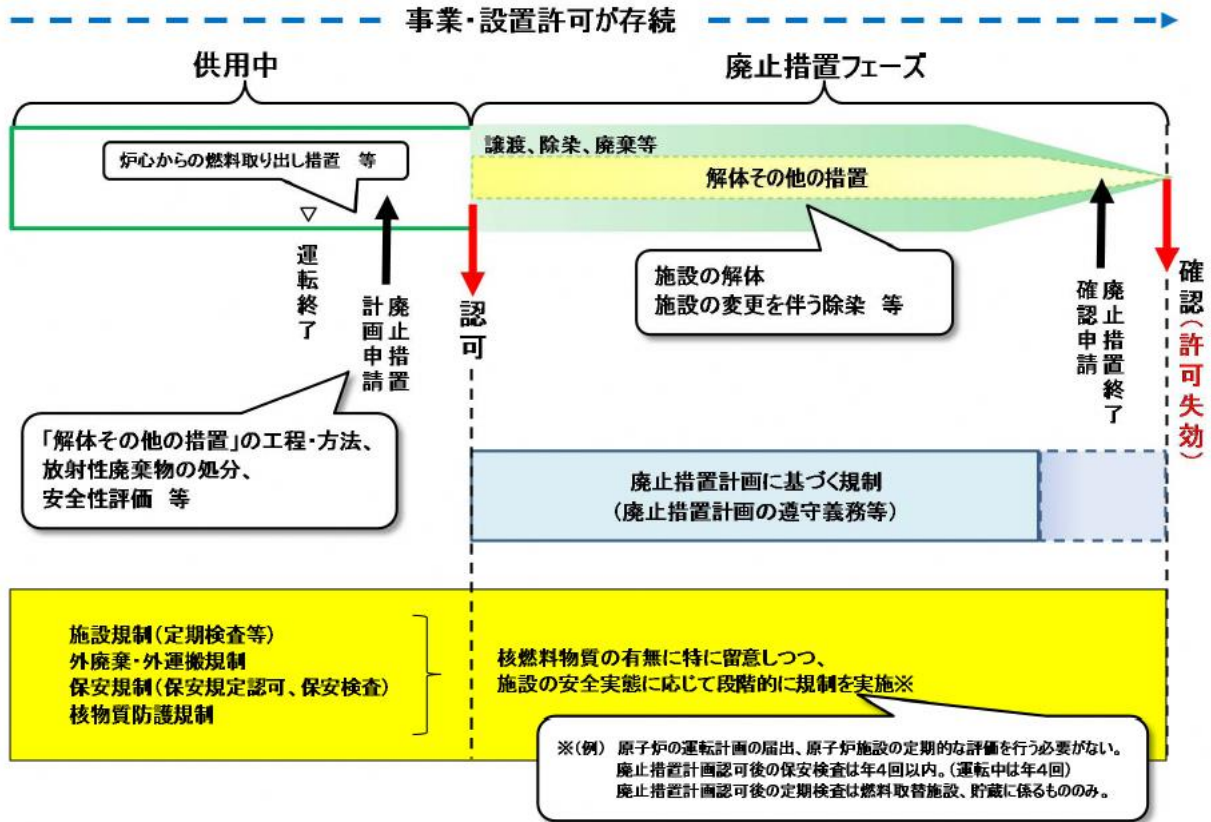 事業・設置許可が存続
供用中
廃止措置フェーズ
炉心からの燃料取り出し措置　等
譲渡、除染、廃棄等
解体その他の措置
▽
運転終了
廃止措置
計画申請
認可
施設の解体
施設の変更を伴う除染　等
廃止措置終了
確認申請
確認（許可失効）
「解体その他の措置」の工程・方法、
放射性廃棄物の処分、
安全性評価　等
廃止措置計画に基づく規制
（廃止措置計画の遵守義務等）
施設規制（定期検査等）
外廃棄・外運搬規制
保安規制（保安規定認可、保安検査）
核物質防護規制
核燃料物質の有無に特に留意しつつ、
施設の安全実態に応じて段階的に規制を実施※
※（例）　原子炉の運転計画の届出、原子炉施設の定期的な評価を行う必要がない。
廃止措置計画認可後の保安検査は年4回以内。（運転中は年4回）
廃止措置計画認可後の定期検査は燃料取替施設、貯蔵に係るもののみ。